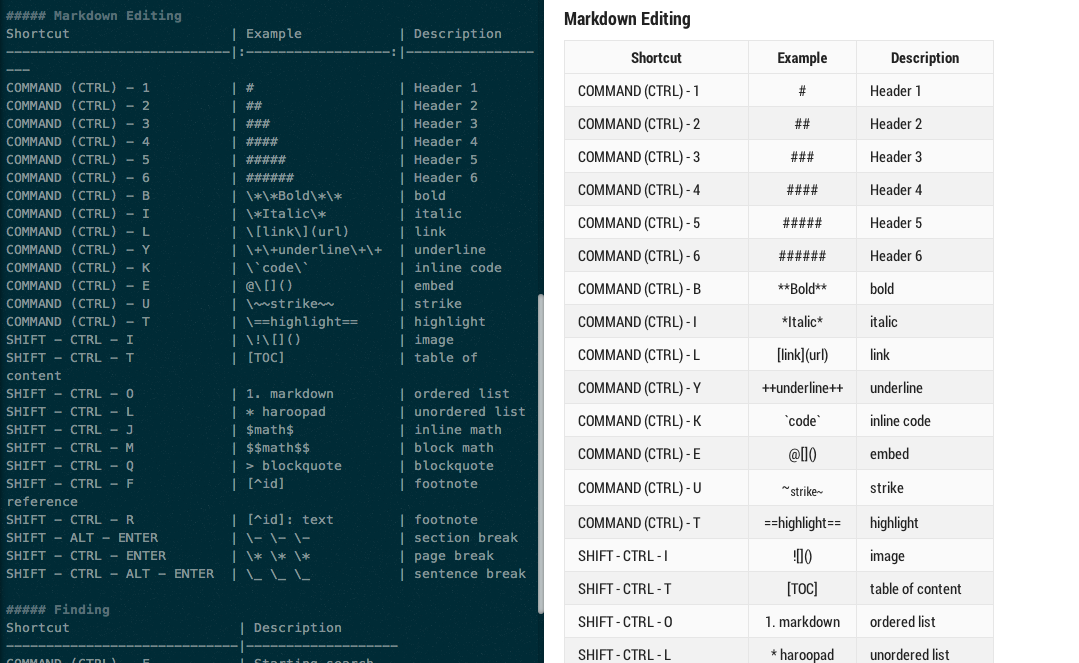 ##### Markdown Editing
Shortcut | Example | Description
----------------------------|:------------------:|----------------
---
COMMAND (CTRL) - 1 | # | Header 1
COMMAND (CTRL) - 2 | ## | Header 2
COMMAND (CTRL) - 3 | ### | Header 3
COMMAND (CTRL) - 4 | #### | Header 4
COMMAND (CTRL) - 5 | ##### | Header 5
COMMAND (CTRL) - 6 | ###### | Header 6
COMMAND (CTRL) - B | \*\*Bold\*\* | bold
COMMAND (CTRL) - I | \*Italic\* | italic
COMMAND (CTRL) - L | \[link\](url) | link
COMMAND (CTRL) - Y | \+\+underline\+\+ | underline
COMMAND (CTRL) - K | \`code\` | inline code
COMMAND (CTRL) - E | @\[]() | embed
COMMAND (CTRL) - U | \~~strike~~ | strike
COMMAND (CTRL) - T | \==highlight== | highlight
SHIFT - CTRL - I | \!\[]() | image
SHIFT - CTRL - T | [TOC] | table of
content
SHIFT - CTRL - O | 1. markdown | ordered list
SHIFT - CTRL - L | * haroopad | unordered list
SHIFT - CTRL - J | $math$ | inline math
SHIFT - CTRL - M | $$math$$ | block math
SHIFT - CTRL - Q | > blockquote | blockquote
SHIFT - CTRL - F | [^id] | footnote
reference
SHIFT - CTRL - R | [^id]: text | footnote
SHIFT - ALT - ENTER | \- \- \- | section break
SHIFT - CTRL - ENTER | \* \* \* | page break
SHIFT - CTRL - ALT - ENTER | \_ \_ \_ | sentence break
##### Finding
Shortcut | Description
-----------------------------|-------------------
COMMAND (CTRL) - F | Starting search
Markdown Editing
Shortcut Example Description
COMMAND (CTRL) - 1 # Header 1
COMMAND (CTRL) - 2 ## Header 2
COMMAND (CTRL) - 3 ### Header 3
COMMAND (CTRL) - 4 #### Header 4
COMMAND (CTRL) - 5 ##### Header 5
COMMAND (CTRL) - 6 ###### Header 6
COMMAND (CTRL) - B **Bold** bold
COMMAND (CTRL) - I *Italic* italic
COMMAND (CTRL) - L [link](url) link
COMMAND (CTRL) - Y ++underline++ underline
COMMAND (CTRL) - K `code` inline code
COMMAND (CTRL) - E @[]() embed
COMMAND (CTRL) - U ~strike~ strike
COMMAND (CTRL) - T ==highlight== highlight
SHIFT - CTRL - I ![]() image
SHIFT - CTRL - T [TOC] table of content
SHIFT - CTRL - O 1. markdown ordered list
SHIFT - CTRL - L * haroopad unordered list